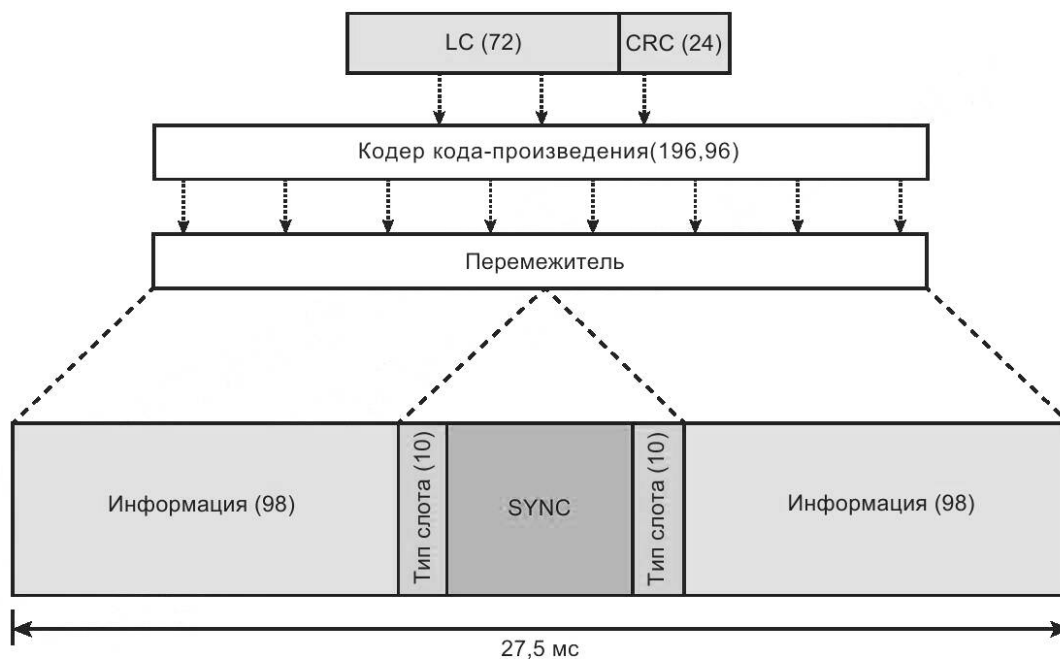 LC (72)
CRC (24)
Кодер кода-произведения(196,96)
Перемежитель
Информация (98)
Тип слота (10)
SYNC
Тип слота (10)
Информация (98)
27,5 мс